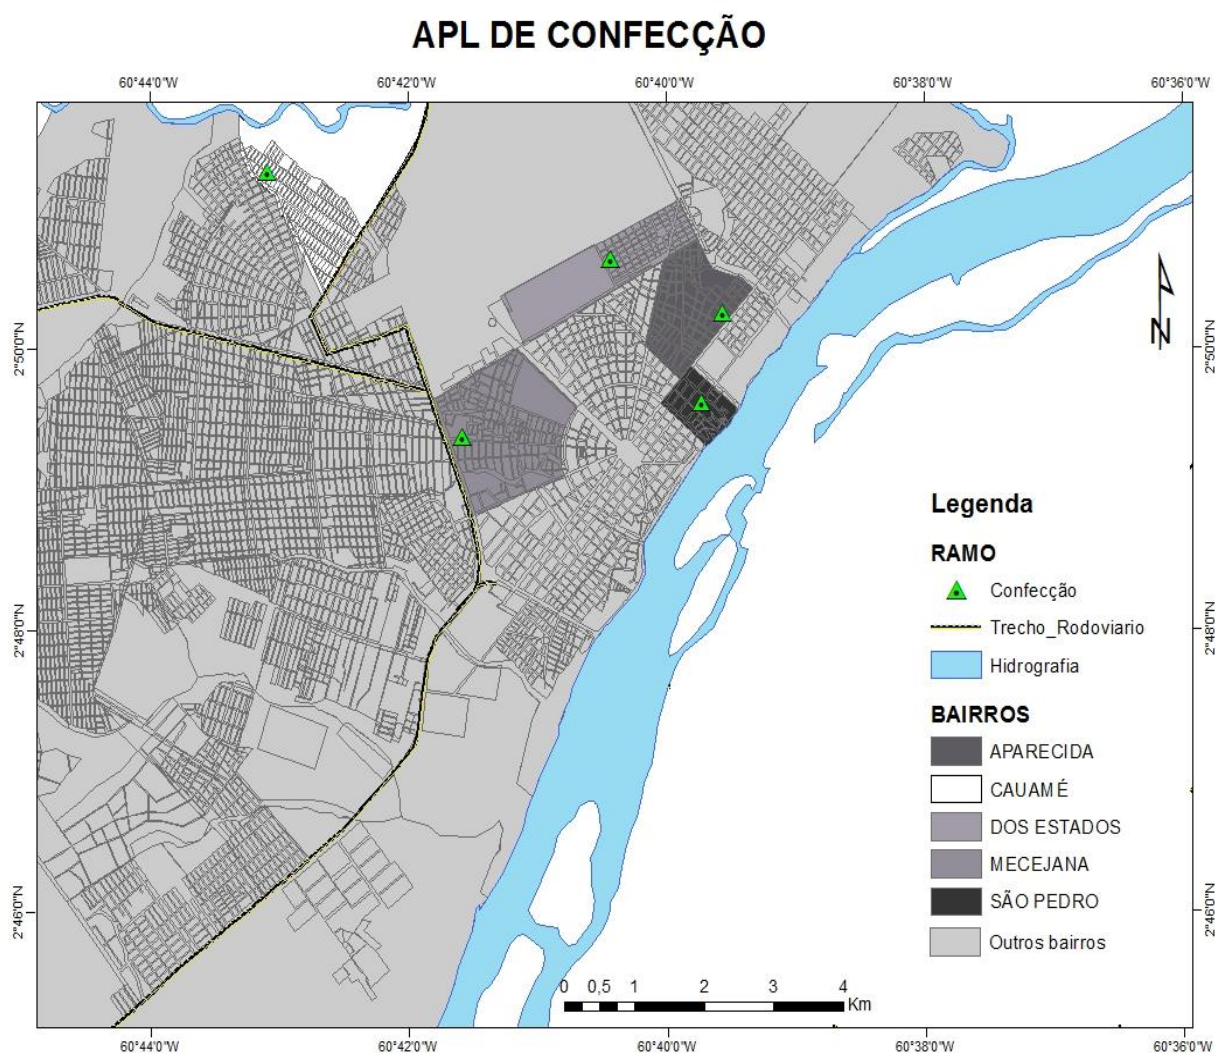 APL DE CONFECÇÃO
60°44'0"W 60°42'0"W 60°40'0"W 60°38'0"W 60°36'0"W
2°50'0"N 2°50'0"N
N
Legenda
RAMO
Confecção
Trecho_Rodoviario
2°48'0"N 2°48'0"N
Hidrografia
BAIRROS
APARECIDA
CAUAMÉ
DOS ESTADOS
MECEJANA
SÃO PEDRO
2°46'0"N 2°46'0"N
Outros bairros
0 0,5 1 2 3 4
Km
60°44'0"W 60°42'0"W 60°40'0"W 60°38'0"W 60°36'0"W